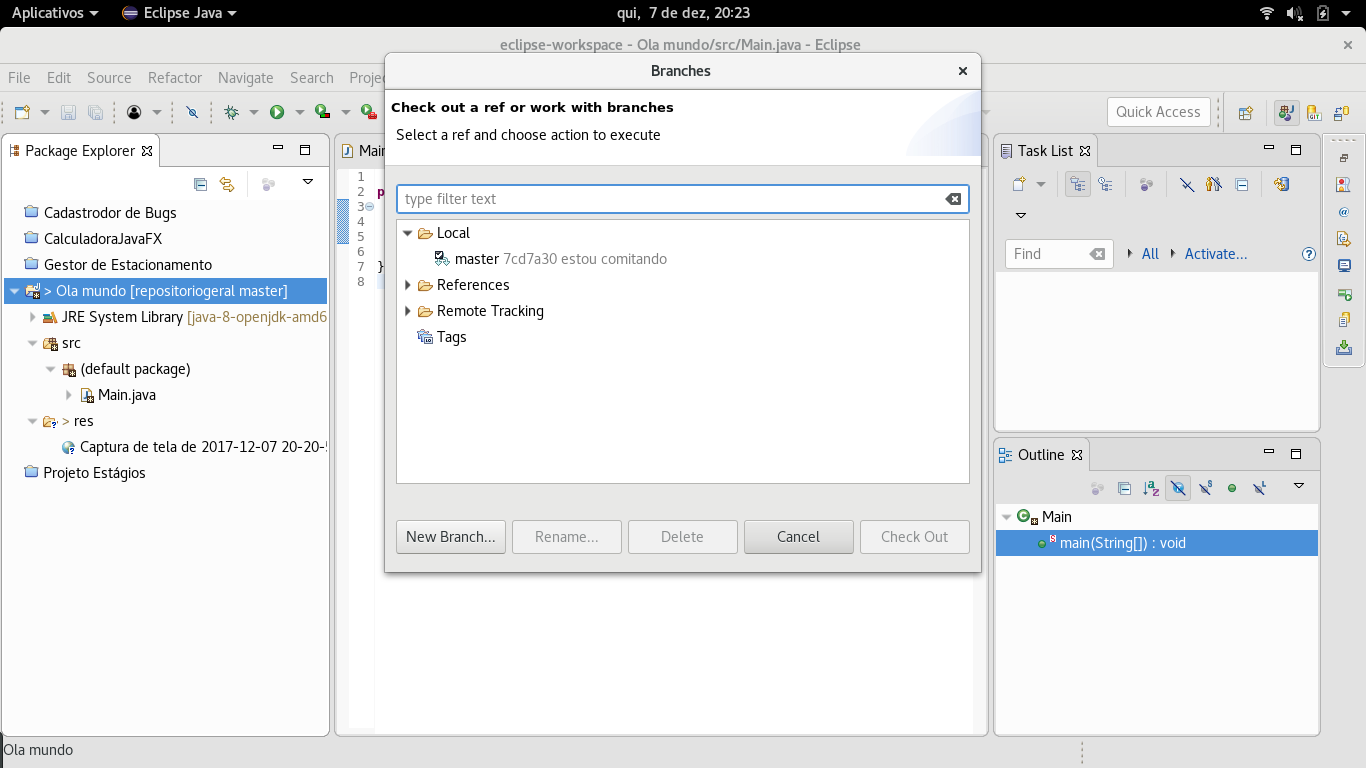 Aplicativos
Eclipse Java
qui, 7 de dez, 20:23
eclipse-workspace - Ola mundo/src/Main.java - Eclipse
File Edit Source Refactor Navigate Search Projec
Quick Access
Package Explorer
Cadastrodor de Bugs
CalculadoraJavaFX
Gestor de Estacionamento
> Ola mundo [repositoriogeral master]
JRE System Library [java-8-openjdk-amd6
src
(default package)
Main.java
> res
Captura de tela de 2017-12-07 20-20-5
Projeto Estágios
Main
1
2 p
3
4
5
6
7 }
8
Branches
Check out a ref or work with branches
Select a ref and choose action to execute
type filter text
Local
master 7cd7a30 estou comitando
References
Remote Tracking
Tags
New Branch...
Rename...
Delete
Cancel
Check Out
Task List
Find
All
Activate...
Outline
Main
main(String[]) : void
Ola mundo